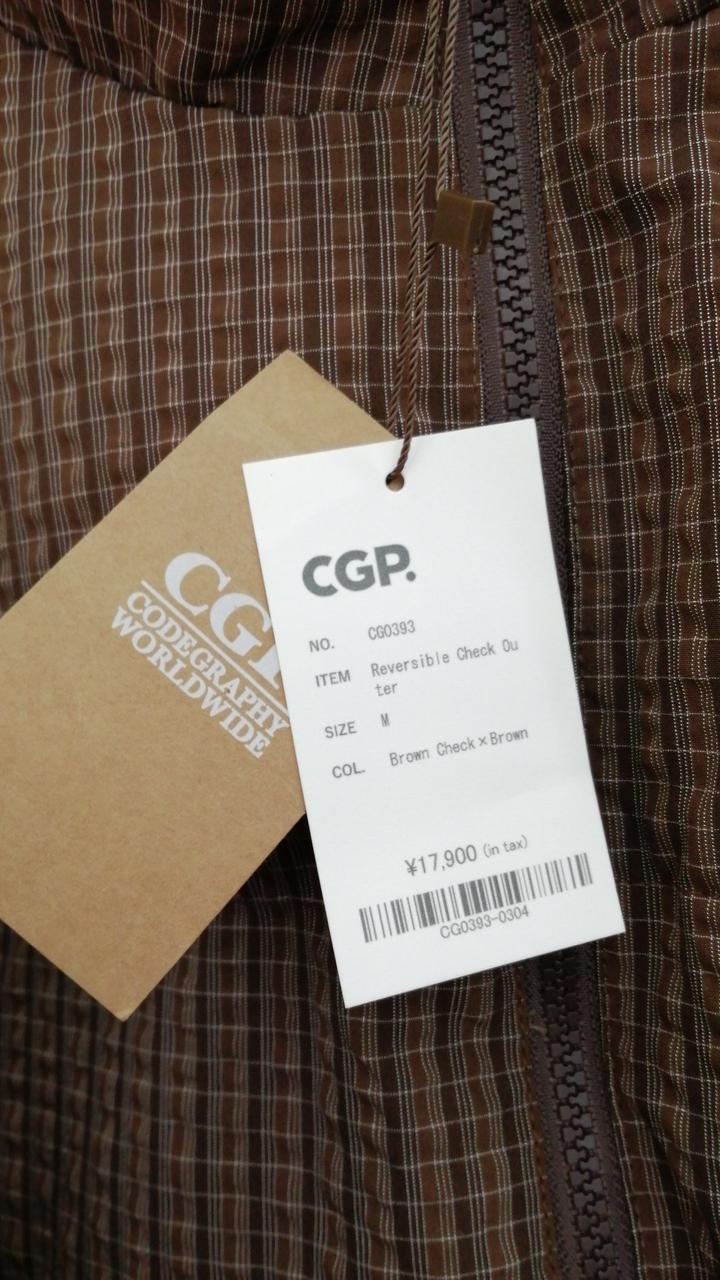 CGP.
NO. CG0393
ITEM Reversible Check Ou
ter
SIZE M
COL. Brown Check×Brown
¥17,900 (in tax)
CG0393-0304
CGP
CODEGRAPHY
WORLDWIDE